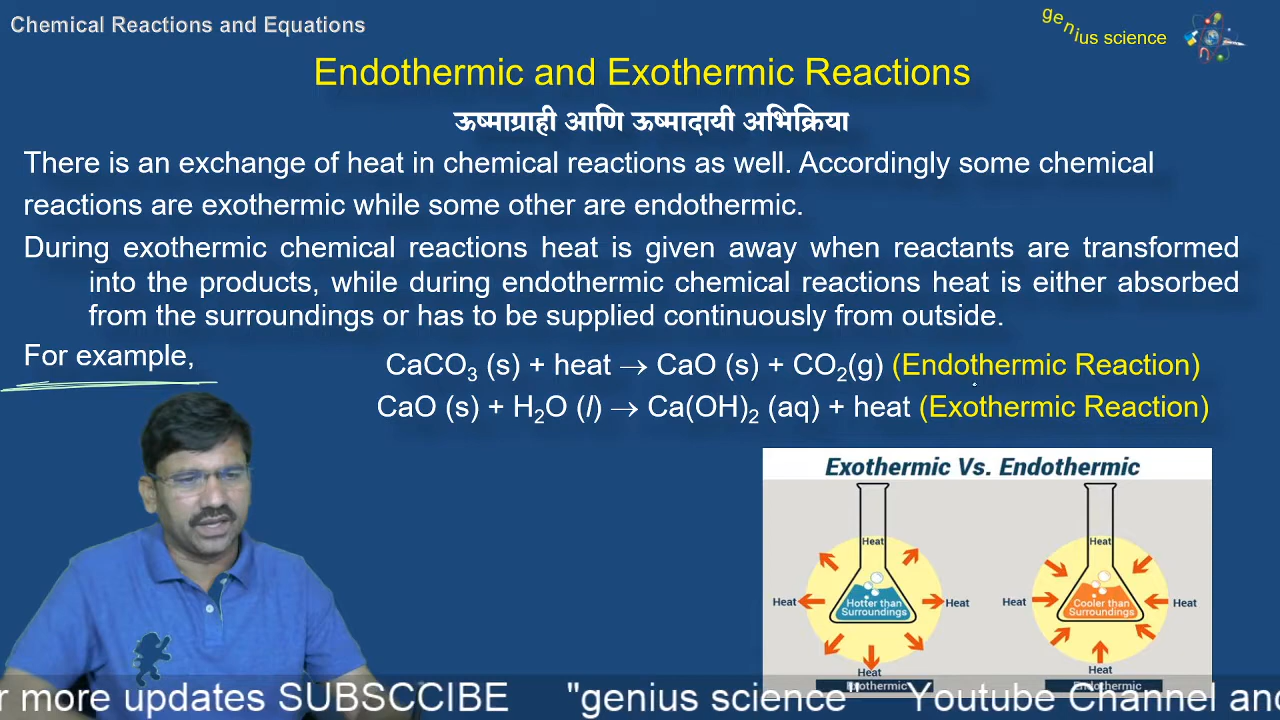 Chemical Reactions and Equations
genius science
Endothermic and Exothermic Reactions
ऊष्माग्राही आणि ऊष्मादायी अभिक्रिया
There is an exchange of heat in chemical reactions as well. Accordingly some chemical
reactions are exothermic while some other are endothermic.
During exothermic chemical reactions heat is given away when reactants are transformed
into the products, while during endothermic chemical reactions heat is either absorbed
from the surroundings or has to be supplied continuously from outside.
For example,
CaCO₃ (s) + heat → CaO (s) + CO₂(g) (Endothermic Reaction)
CaO (s) + H₂O (l) → Ca(OH)₂ (aq) + heat (Exothermic Reaction)
Exothermic Vs. Endothermic
Heat
Heat
Heat
Hotter than
Surroundings
Heat
Heat
Exothermic
Heat
Heat
Cooler than
Surroundings
Heat
Heat
Endothermic
r more updates SUBSCCIBE "genius science" Youtube Channel and